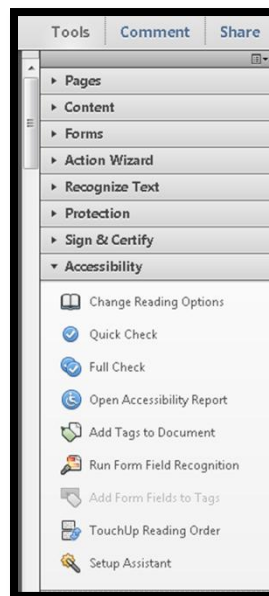 Tools Comment Share
Pages
Content
Forms
Action Wizard
Recognize Text
Protection
Sign & Certify
Accessibility
Change Reading Options
Quick Check
Full Check
Open Accessibility Report
Add Tags to Document
Run Form Field Recognition
Add Form Fields to Tags
TouchUp Reading Order
Setup Assistant